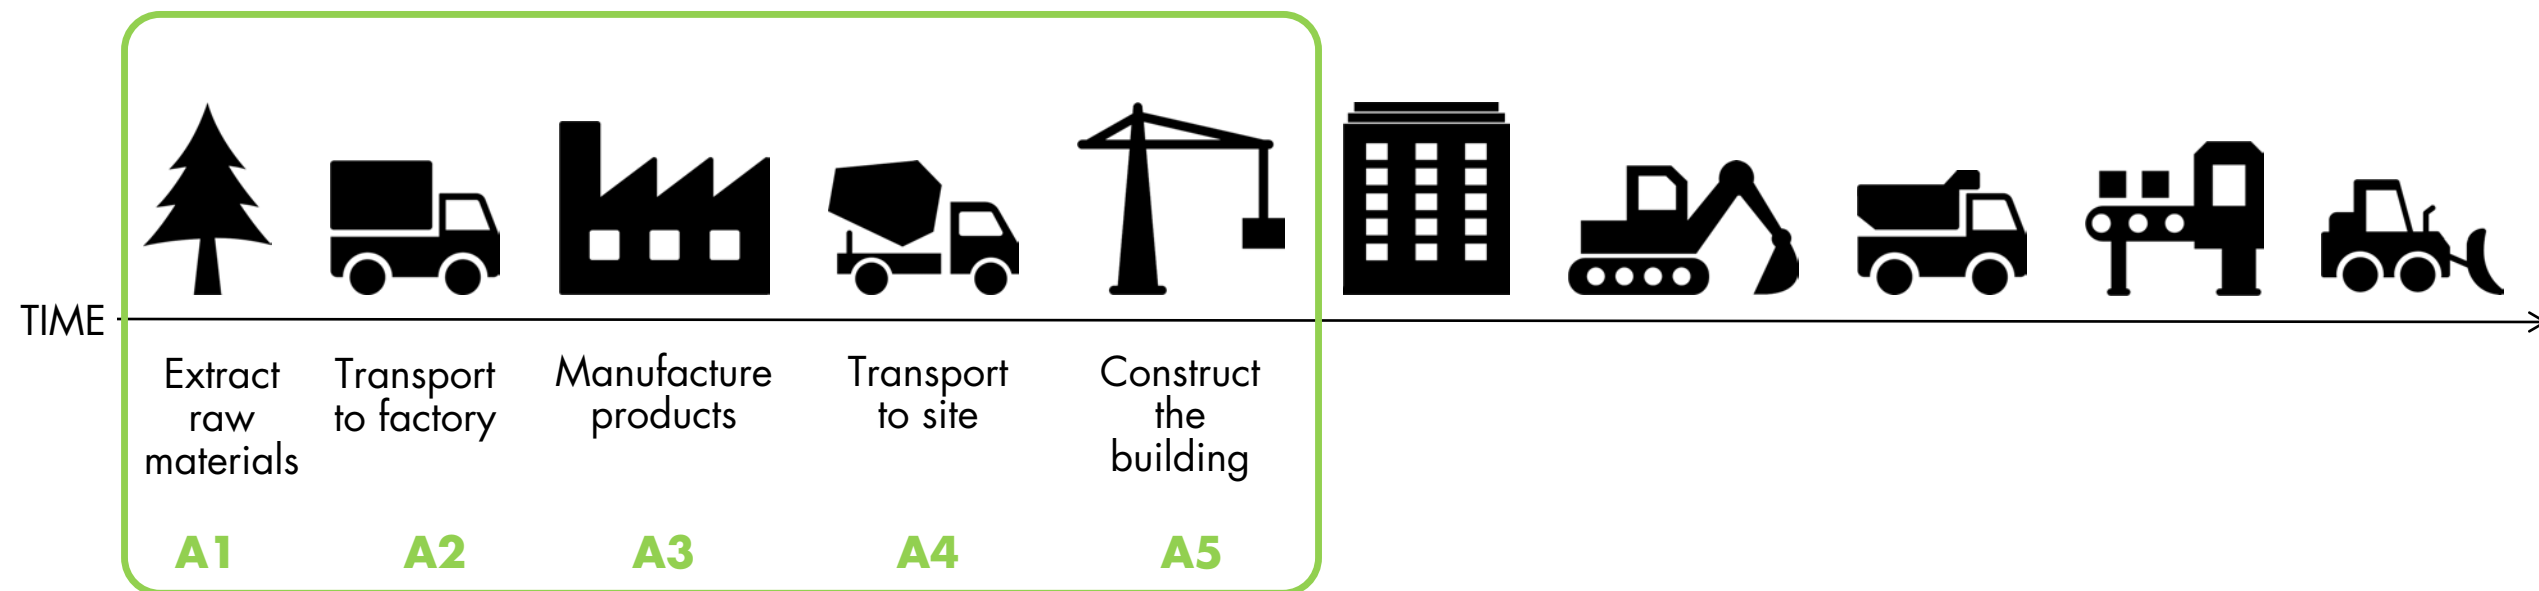 TIME
Extract
raw
materials
Transport
to factory
Manufacture
products
Transport
to site
Construct
the
building
A1
A2
A3
A4
A5